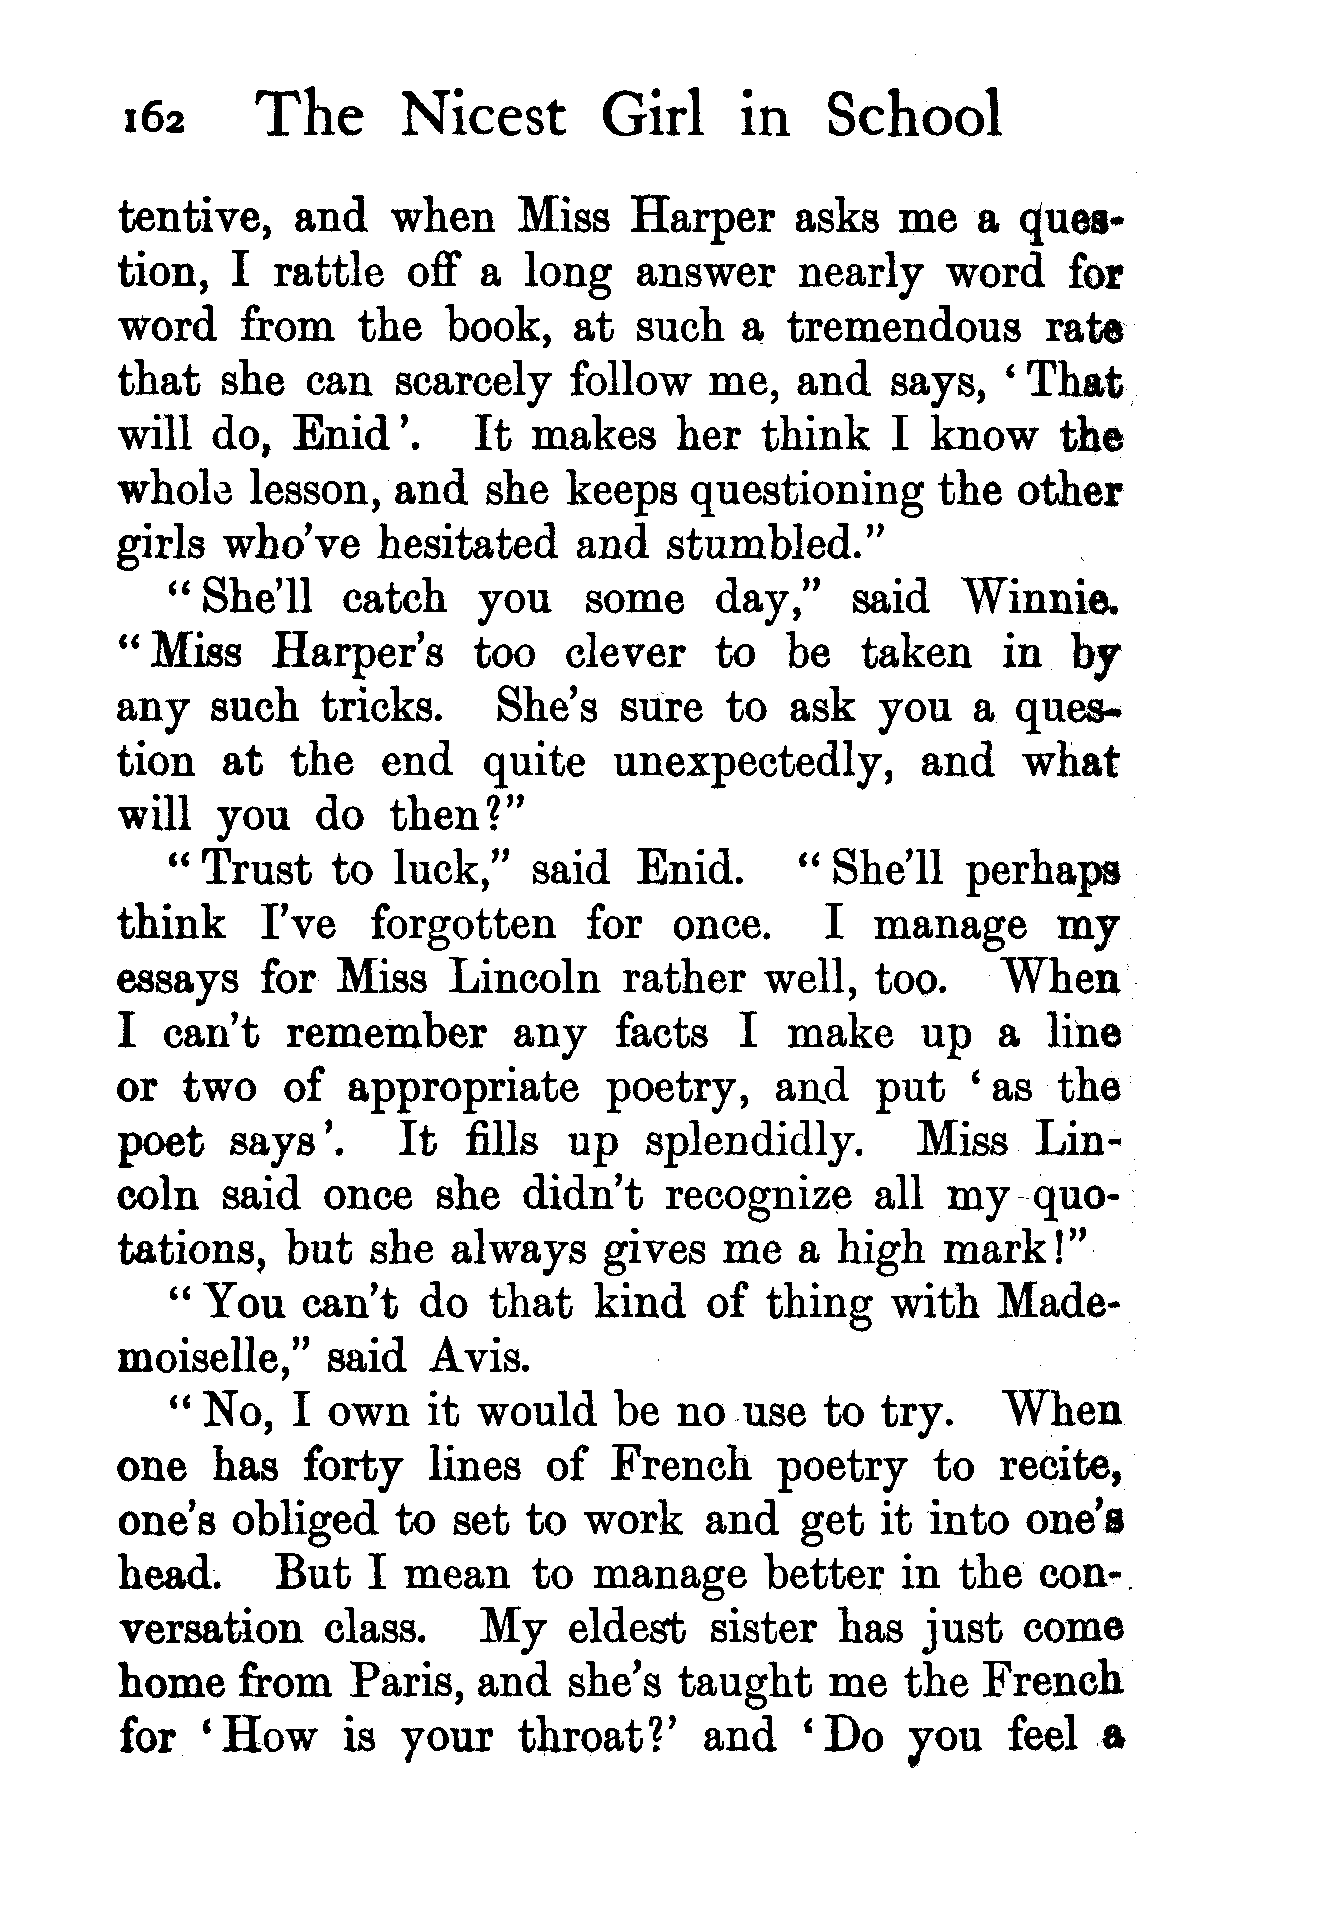 162 The Nicest Girl in School
tentive, and when Miss Harper asks me a ques-
tion, I rattle off a long answer nearly word for
word from the book, at such a tremendous rate
that she can scarcely follow me, and says, ‘That
will do, Enid’. It makes her think I know the
whole lesson, and she keeps questioning the other
girls who’ve hesitated and stumbled.”
“She’ll catch you some day,” said Winnie.
“Miss Harper’s too clever to be taken in by
any such tricks. She’s sure to ask you a ques-
tion at the end quite unexpectedly, and what
will you do then?”
“Trust to luck,” said Enid. “She’ll perhaps
think I’ve forgotten for once. I manage my
essays for Miss Lincoln rather well, too. When
I can’t remember any facts I make up a line
or two of appropriate poetry, and put ‘as the
poet says’. It fills up splendidly. Miss Lin-
coln said once she didn’t recognize all my quo-
tations, but she always gives me a high mark!”
“You can’t do that kind of thing with Made-
moiselle,” said Avis.
“No, I own it would be no use to try. When
one has forty lines of French poetry to recite,
one’s obliged to set to work and get it into one’s
head. But I mean to manage better in the con-
versation class. My eldest sister has just come
home from Paris, and she’s taught me the French
for ‘How is your throat?’ and ‘Do you feel a